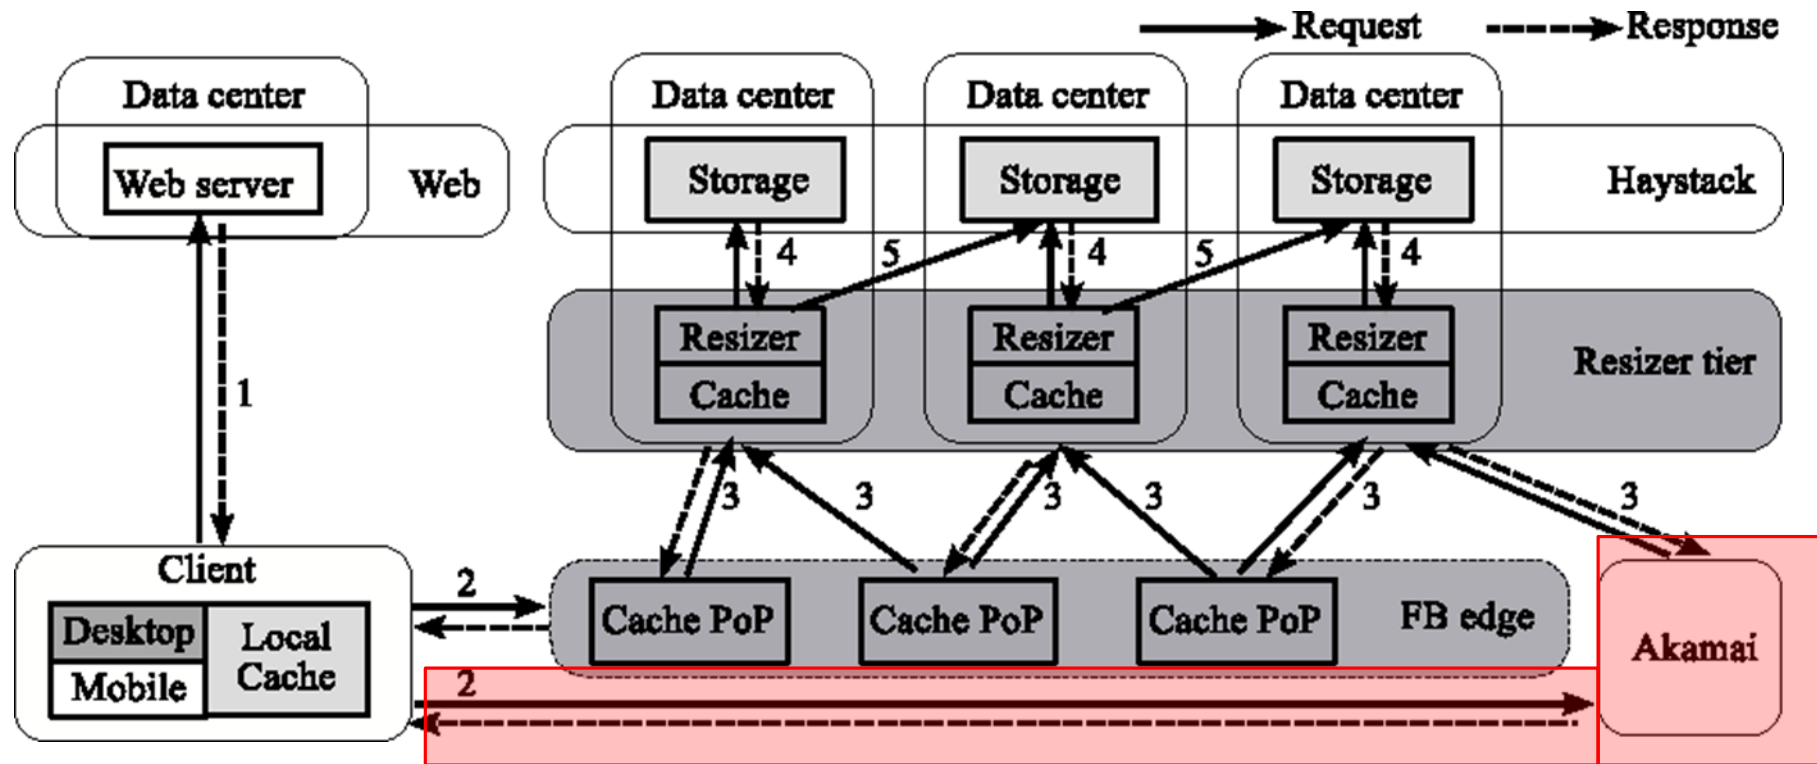 Request Response
Data center Data center Data center Data center
Web server Web Storage Storage Storage Haystack
4 5 4 5 4
Resizer Resizer Resizer
Resizer tier
1 Cache Cache Cache
3 3 3 3 3 3
Client
2
Desktop Local Cache PoP Cache PoP Cache PoP FB edge
Mobile Cache Akamai
2